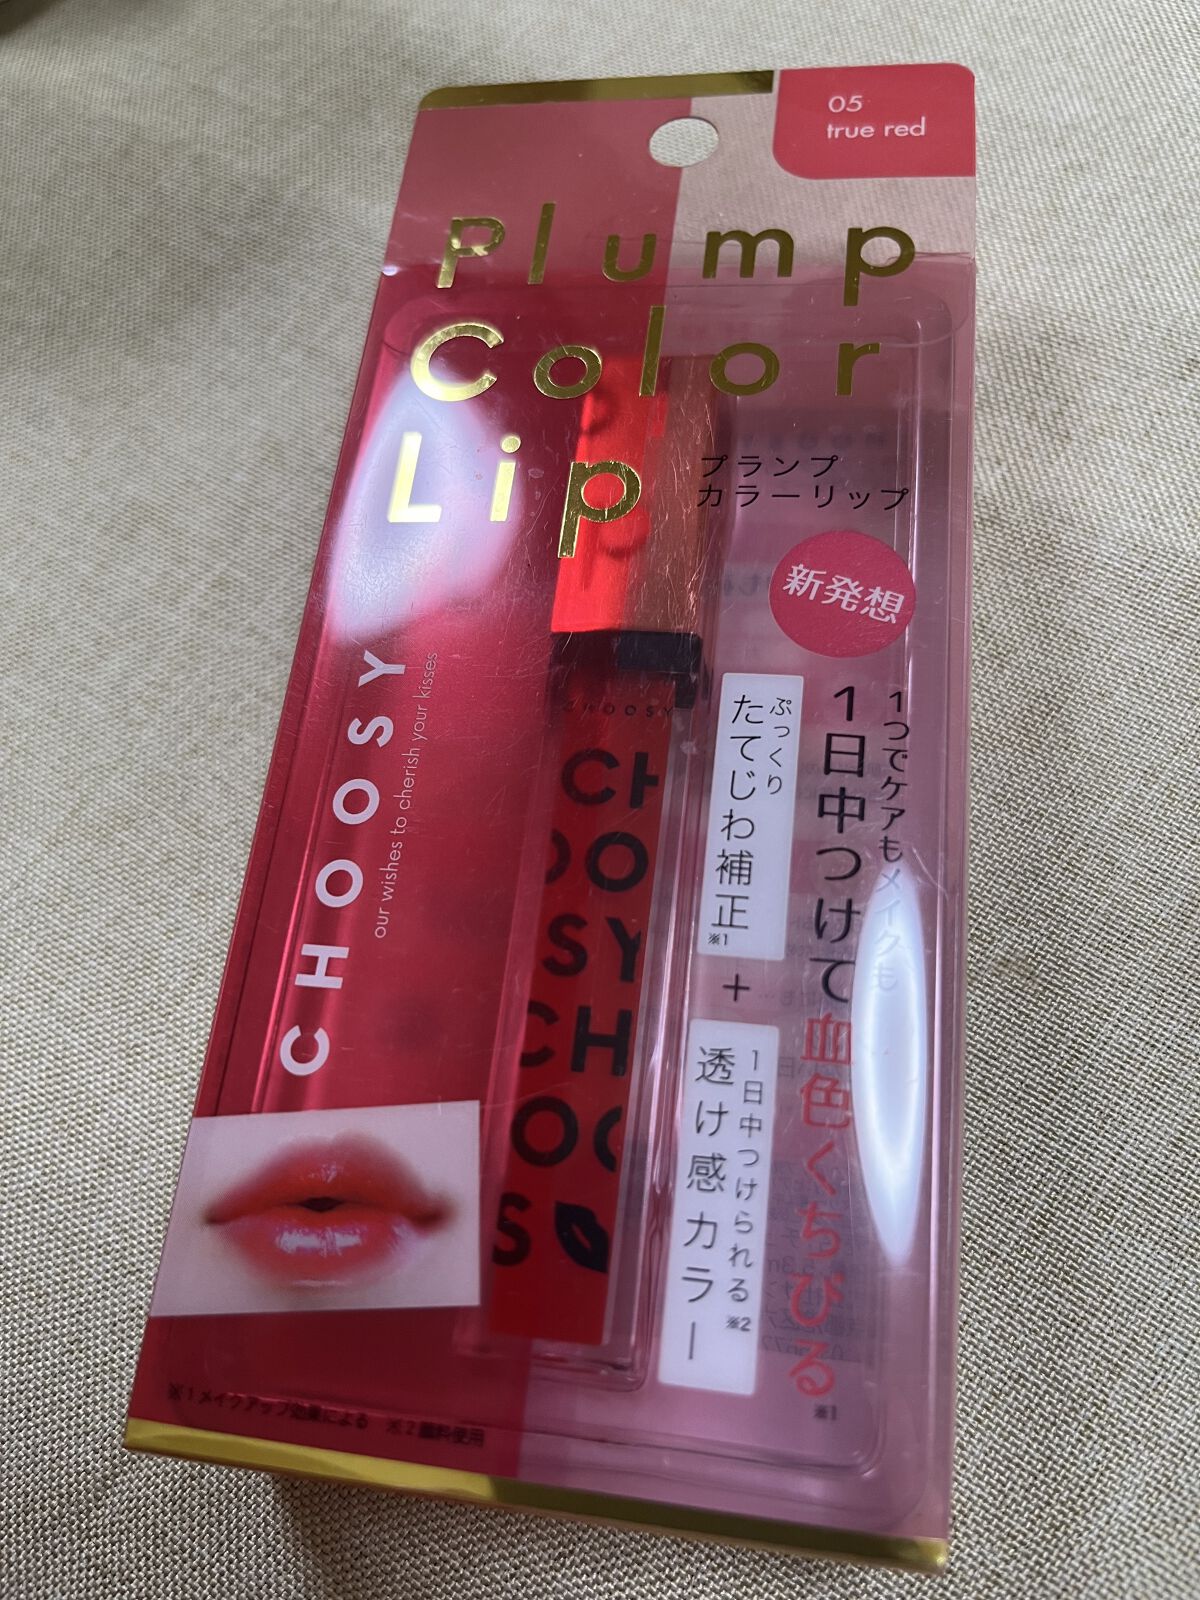 05
true red
Plump
Color
Lip
プランプ
カラーリップ
新発想
1つでケアもメイクも
1日中つけて血色くちびる※1
ぷっくり
たてじわ補正※1
+
1日中つけられる※2
透け感カラー
CHOOSY
our wishes to cherish your kisses
CHOOSY
CH
OO
SY
CH
OO
S
※1メイクアップ効果による ※2顔料使用